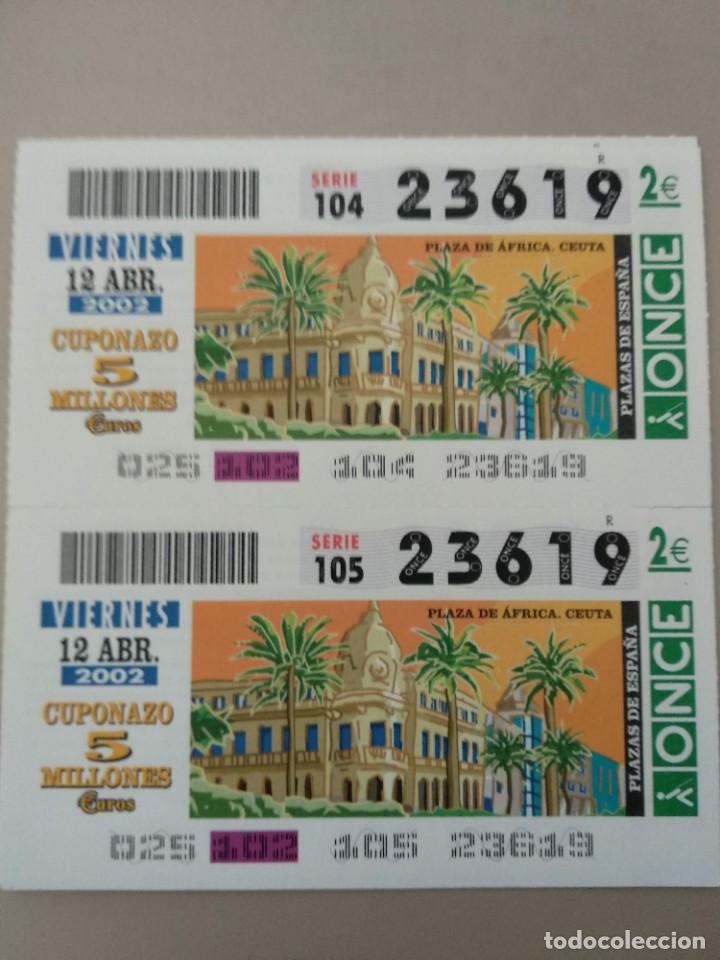 SERIE
104
23619
2€
VIERNES
12 ABR.
2002
CUPONAZO
5
MILLONES
Euros
PLAZA DE ÁFRICA. CEUTA
PLAZAS DE ESPAÑA
ONCE
025 102 104 23619
SERIE
105
23619
2€
VIERNES
12 ABR.
2002
CUPONAZO
5
MILLONES
Euros
PLAZA DE ÁFRICA. CEUTA
PLAZAS DE ESPAÑA
ONCE
025 102 105 23619
todocoleccion